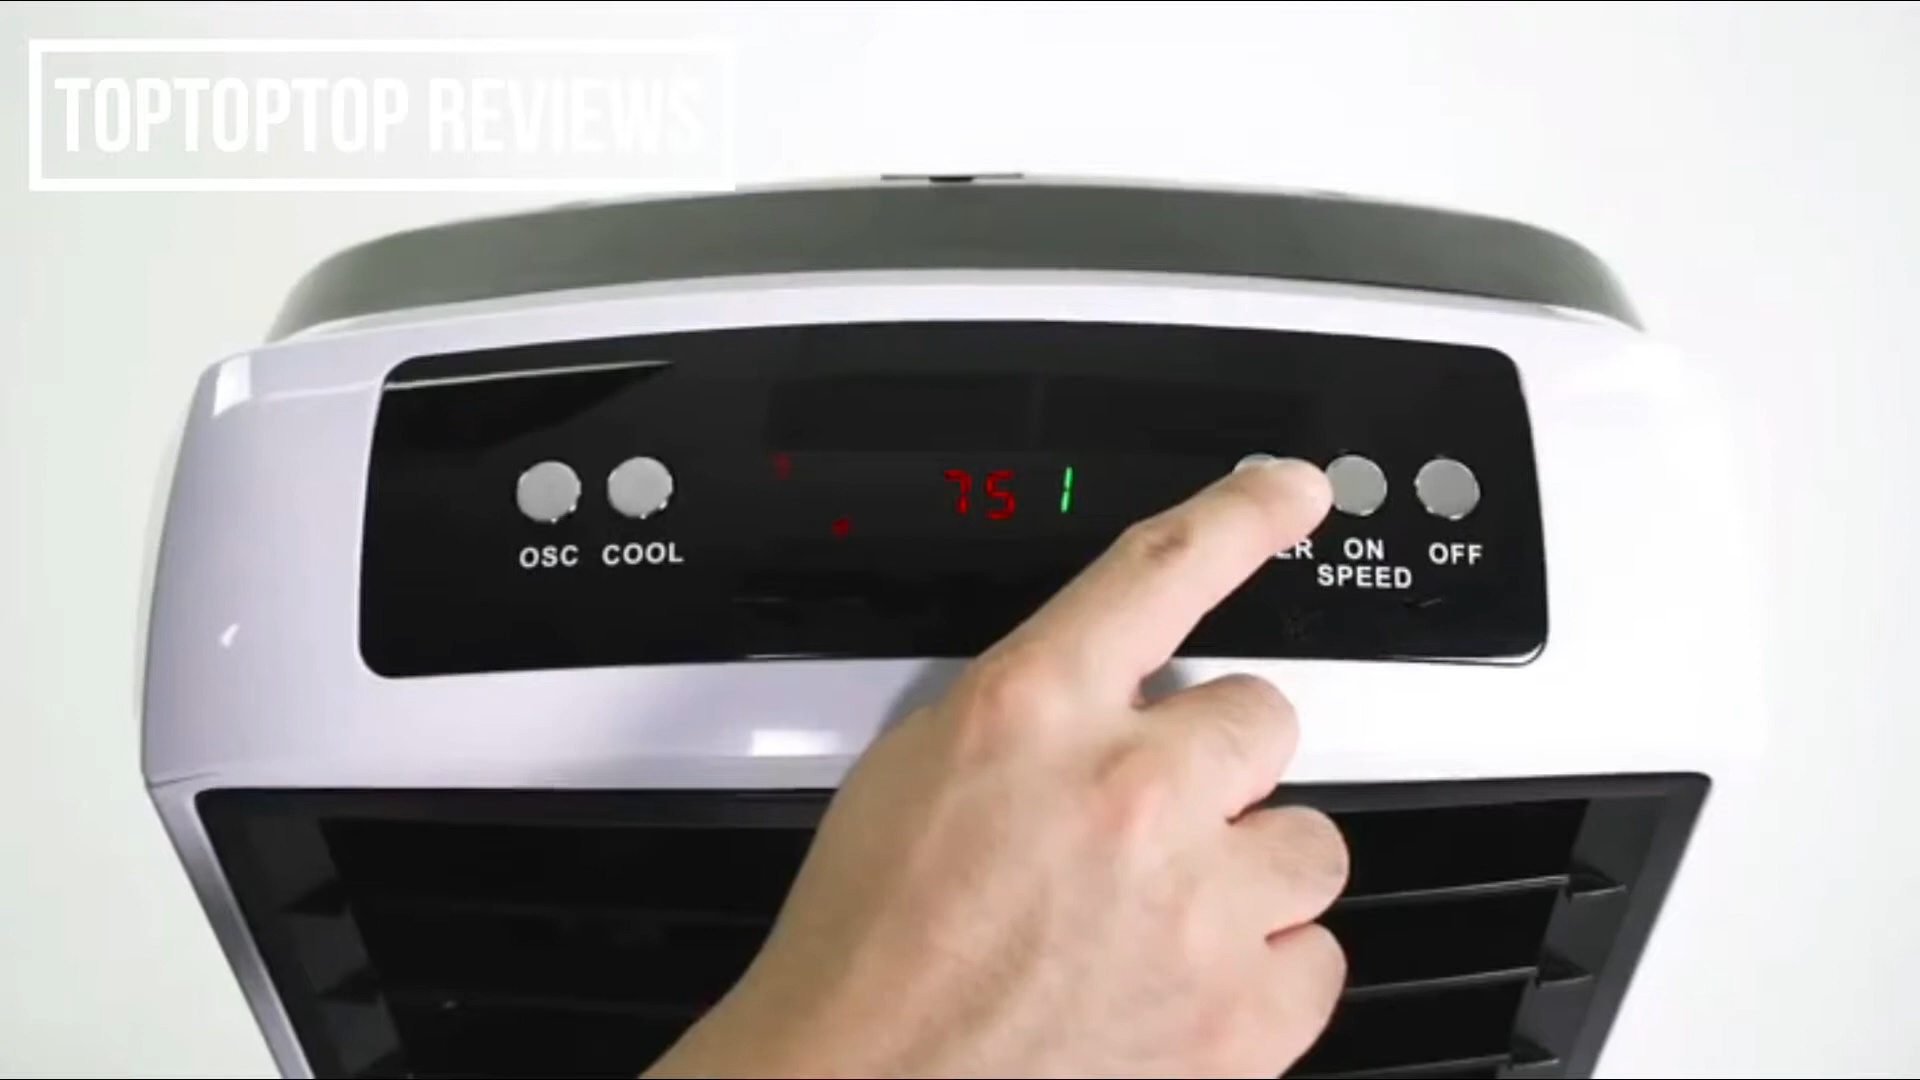 TOPTOPTOP REVIEWS
75 1
OSC COOL
ON SPEED
OFF